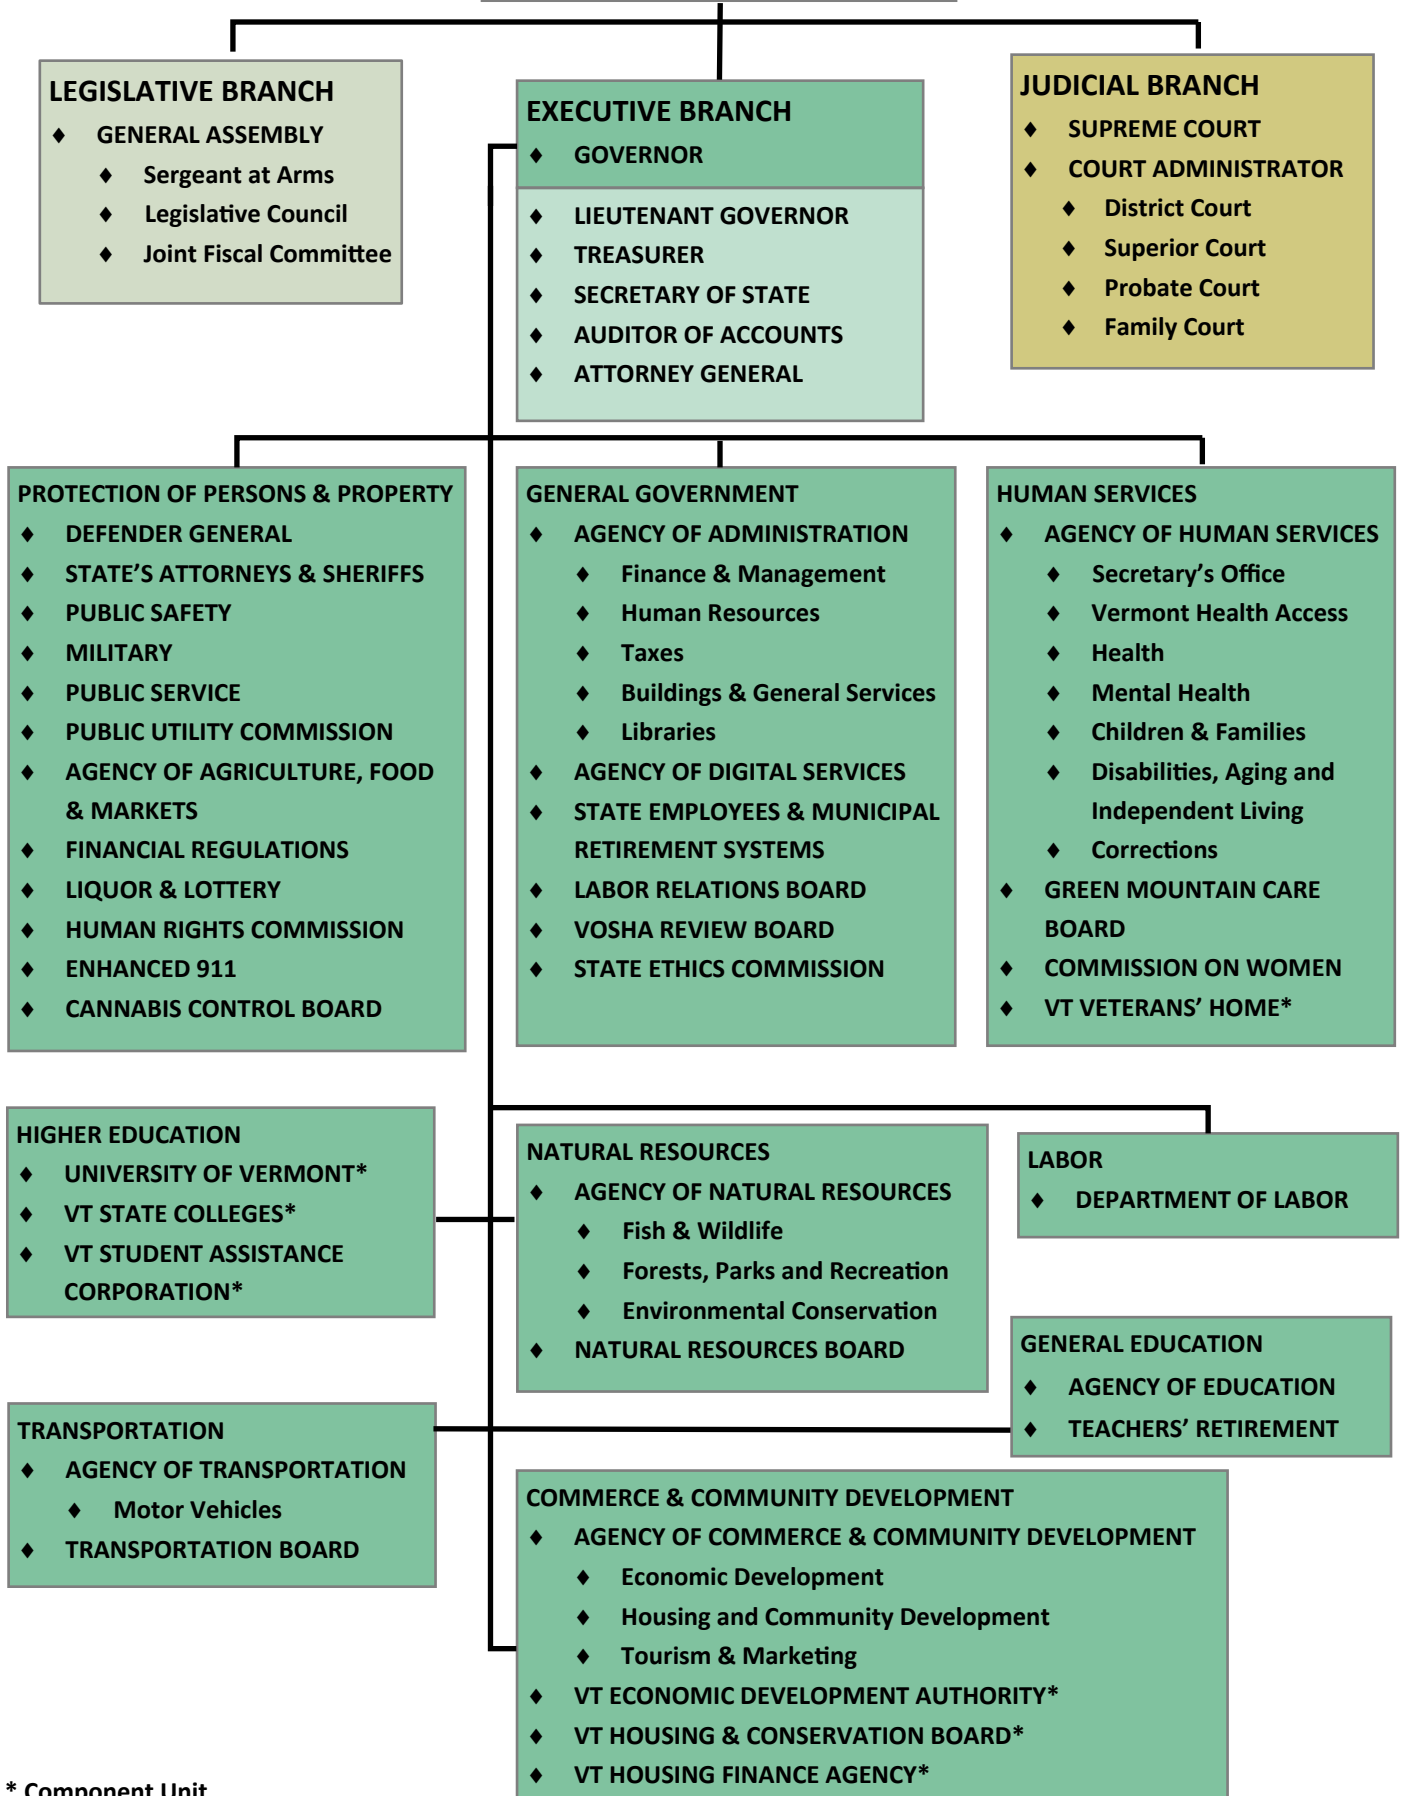 LEGISLATIVE BRANCH
♦ GENERAL ASSEMBLY
♦ Sergeant at Arms
♦ Legislative Council
♦ Joint Fiscal Committee
EXECUTIVE BRANCH
♦ GOVERNOR
♦ LIEUTENANT GOVERNOR
♦ TREASURER
♦ SECRETARY OF STATE
♦ AUDITOR OF ACCOUNTS
♦ ATTORNEY GENERAL
JUDICIAL BRANCH
♦ SUPREME COURT
♦ COURT ADMINISTRATOR
♦ District Court
♦ Superior Court
♦ Probate Court
♦ Family Court
PROTECTION OF PERSONS & PROPERTY
♦ DEFENDER GENERAL
♦ STATE’S ATTORNEYS & SHERIFFS
♦ PUBLIC SAFETY
♦ MILITARY
♦ PUBLIC SERVICE
♦ PUBLIC UTILITY COMMISSION
♦ AGENCY OF AGRICULTURE, FOOD
& MARKETS
♦ FINANCIAL REGULATIONS
♦ LIQUOR & LOTTERY
♦ HUMAN RIGHTS COMMISSION
♦ ENHANCED 911
♦ CANNABIS CONTROL BOARD
GENERAL GOVERNMENT
♦ AGENCY OF ADMINISTRATION
♦ Finance & Management
♦ Human Resources
♦ Taxes
♦ Buildings & General Services
♦ Libraries
♦ AGENCY OF DIGITAL SERVICES
♦ STATE EMPLOYEES & MUNICIPAL
RETIREMENT SYSTEMS
♦ LABOR RELATIONS BOARD
♦ VOSHA REVIEW BOARD
♦ STATE ETHICS COMMISSION
HUMAN SERVICES
♦ AGENCY OF HUMAN SERVICES
♦ Secretary’s Office
♦ Vermont Health Access
♦ Health
♦ Mental Health
♦ Children & Families
♦ Disabilities, Aging and
Independent Living
♦ Corrections
♦ GREEN MOUNTAIN CARE
BOARD
♦ COMMISSION ON WOMEN
♦ VT VETERANS’ HOME*
HIGHER EDUCATION
♦ UNIVERSITY OF VERMONT*
♦ VT STATE COLLEGES*
♦ VT STUDENT ASSISTANCE
CORPORATION*
NATURAL RESOURCES
♦ AGENCY OF NATURAL RESOURCES
♦ Fish & Wildlife
♦ Forests, Parks and Recreation
♦ Environmental Conservation
♦ NATURAL RESOURCES BOARD
LABOR
♦ DEPARTMENT OF LABOR
GENERAL EDUCATION
♦ AGENCY OF EDUCATION
♦ TEACHERS’ RETIREMENT
TRANSPORTATION
♦ AGENCY OF TRANSPORTATION
♦ Motor Vehicles
♦ TRANSPORTATION BOARD
COMMERCE & COMMUNITY DEVELOPMENT
♦ AGENCY OF COMMERCE & COMMUNITY DEVELOPMENT
♦ Economic Development
♦ Housing and Community Development
♦ Tourism & Marketing
♦ VT ECONOMIC DEVELOPMENT AUTHORITY*
♦ VT HOUSING & CONSERVATION BOARD*
♦ VT HOUSING FINANCE AGENCY*
* Component Unit